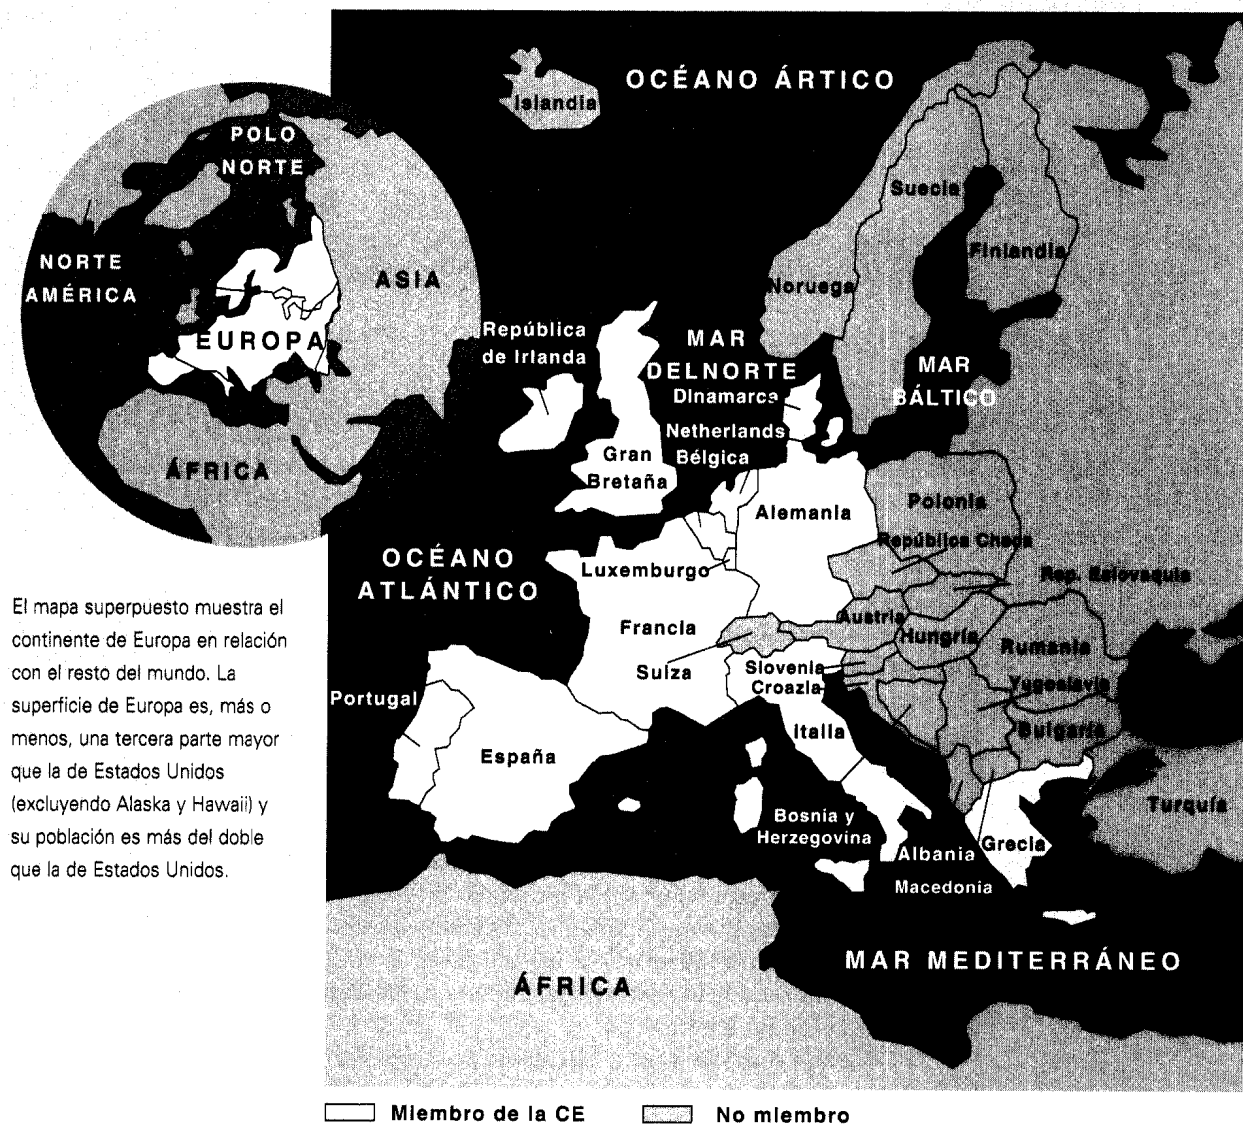 OCÉANO ÁRTICO
Islandia
POLO
NORTE
Suecia
NORTE
AMÉRICA
ASIA
Finlandia
Noruega
EUROPA
República
de Irlanda
MAR
DELNORTE
MAR
BÁLTICO
Dinamarca
Netherlands
Bélgica
ÁFRICA
Gran
Bretaña
Alemania
Polonia
República Checa
OCÉANO
ATLÁNTICO
Luxemburgo
Rep. Eslovaquia
El mapa superpuesto muestra el
continente de Europa en relación
con el resto del mundo. La
superficie de Europa es, más o
menos, una tercera parte mayor
que la de Estados Unidos
(excluyendo Alaska y Hawaii) y
su población es más del doble
que la de Estados Unidos.
Austria
Francia
Hungría
Rumania
Suiza
Slovenia
Croazia
Yugoslavia
Portugal
Italia
Bulgaria
España
Turquía
Bosnia y
Herzegovina
Grecia
Albania
Macedonia
MAR MEDITERRÁNEO
ÁFRICA
Miembro de la CE
No miembro